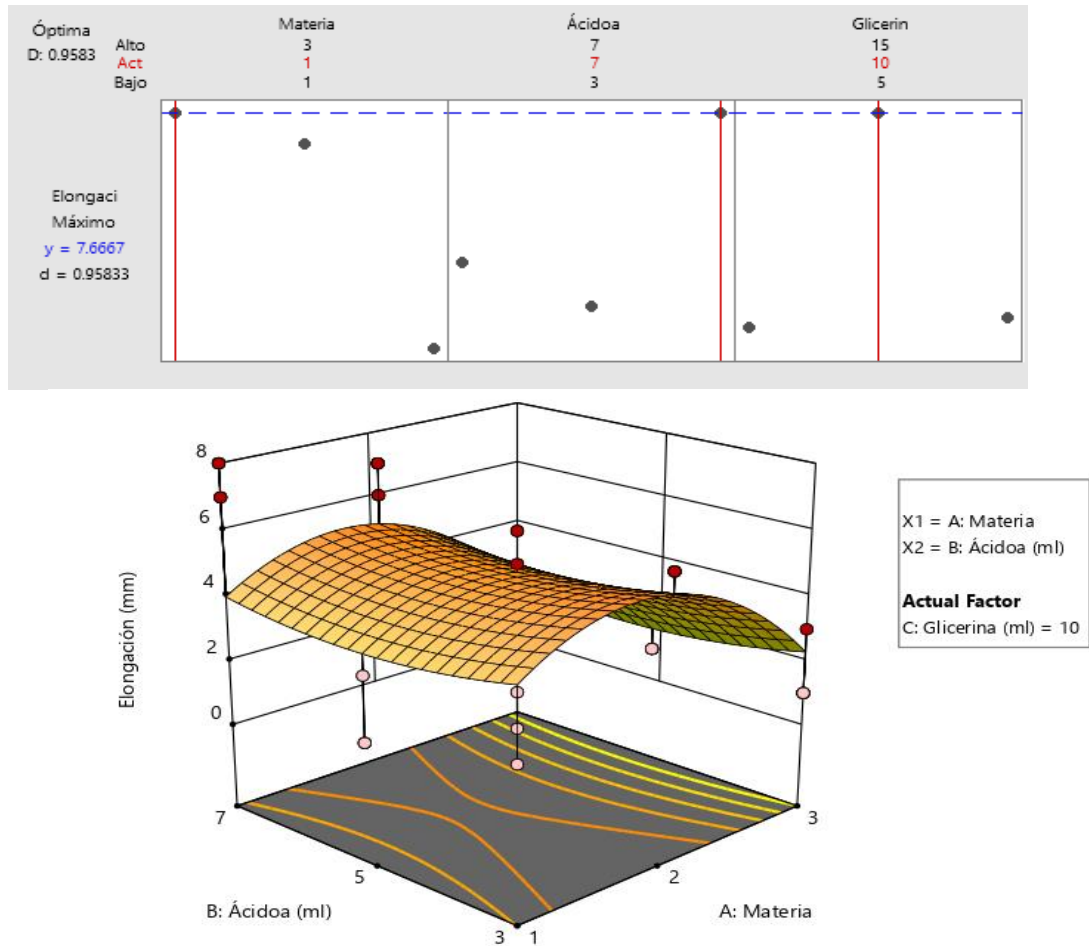 Óptima
D: 0.9583
Alto
Act
Bajo
Materia
3
1
1
Ácidoa
7
7
3
Glicerin
15
10
5
Elongaci
Máximo
y = 7.6667
d = 0.95833
8
6
4
2
0
Elongación (mm)
7
5
3
B: Ácidoa (ml)
1
2
3
A: Materia
X1 = A: Materia
X2 = B: Ácidoa (ml)
Actual Factor
C: Glicerina (ml) = 10